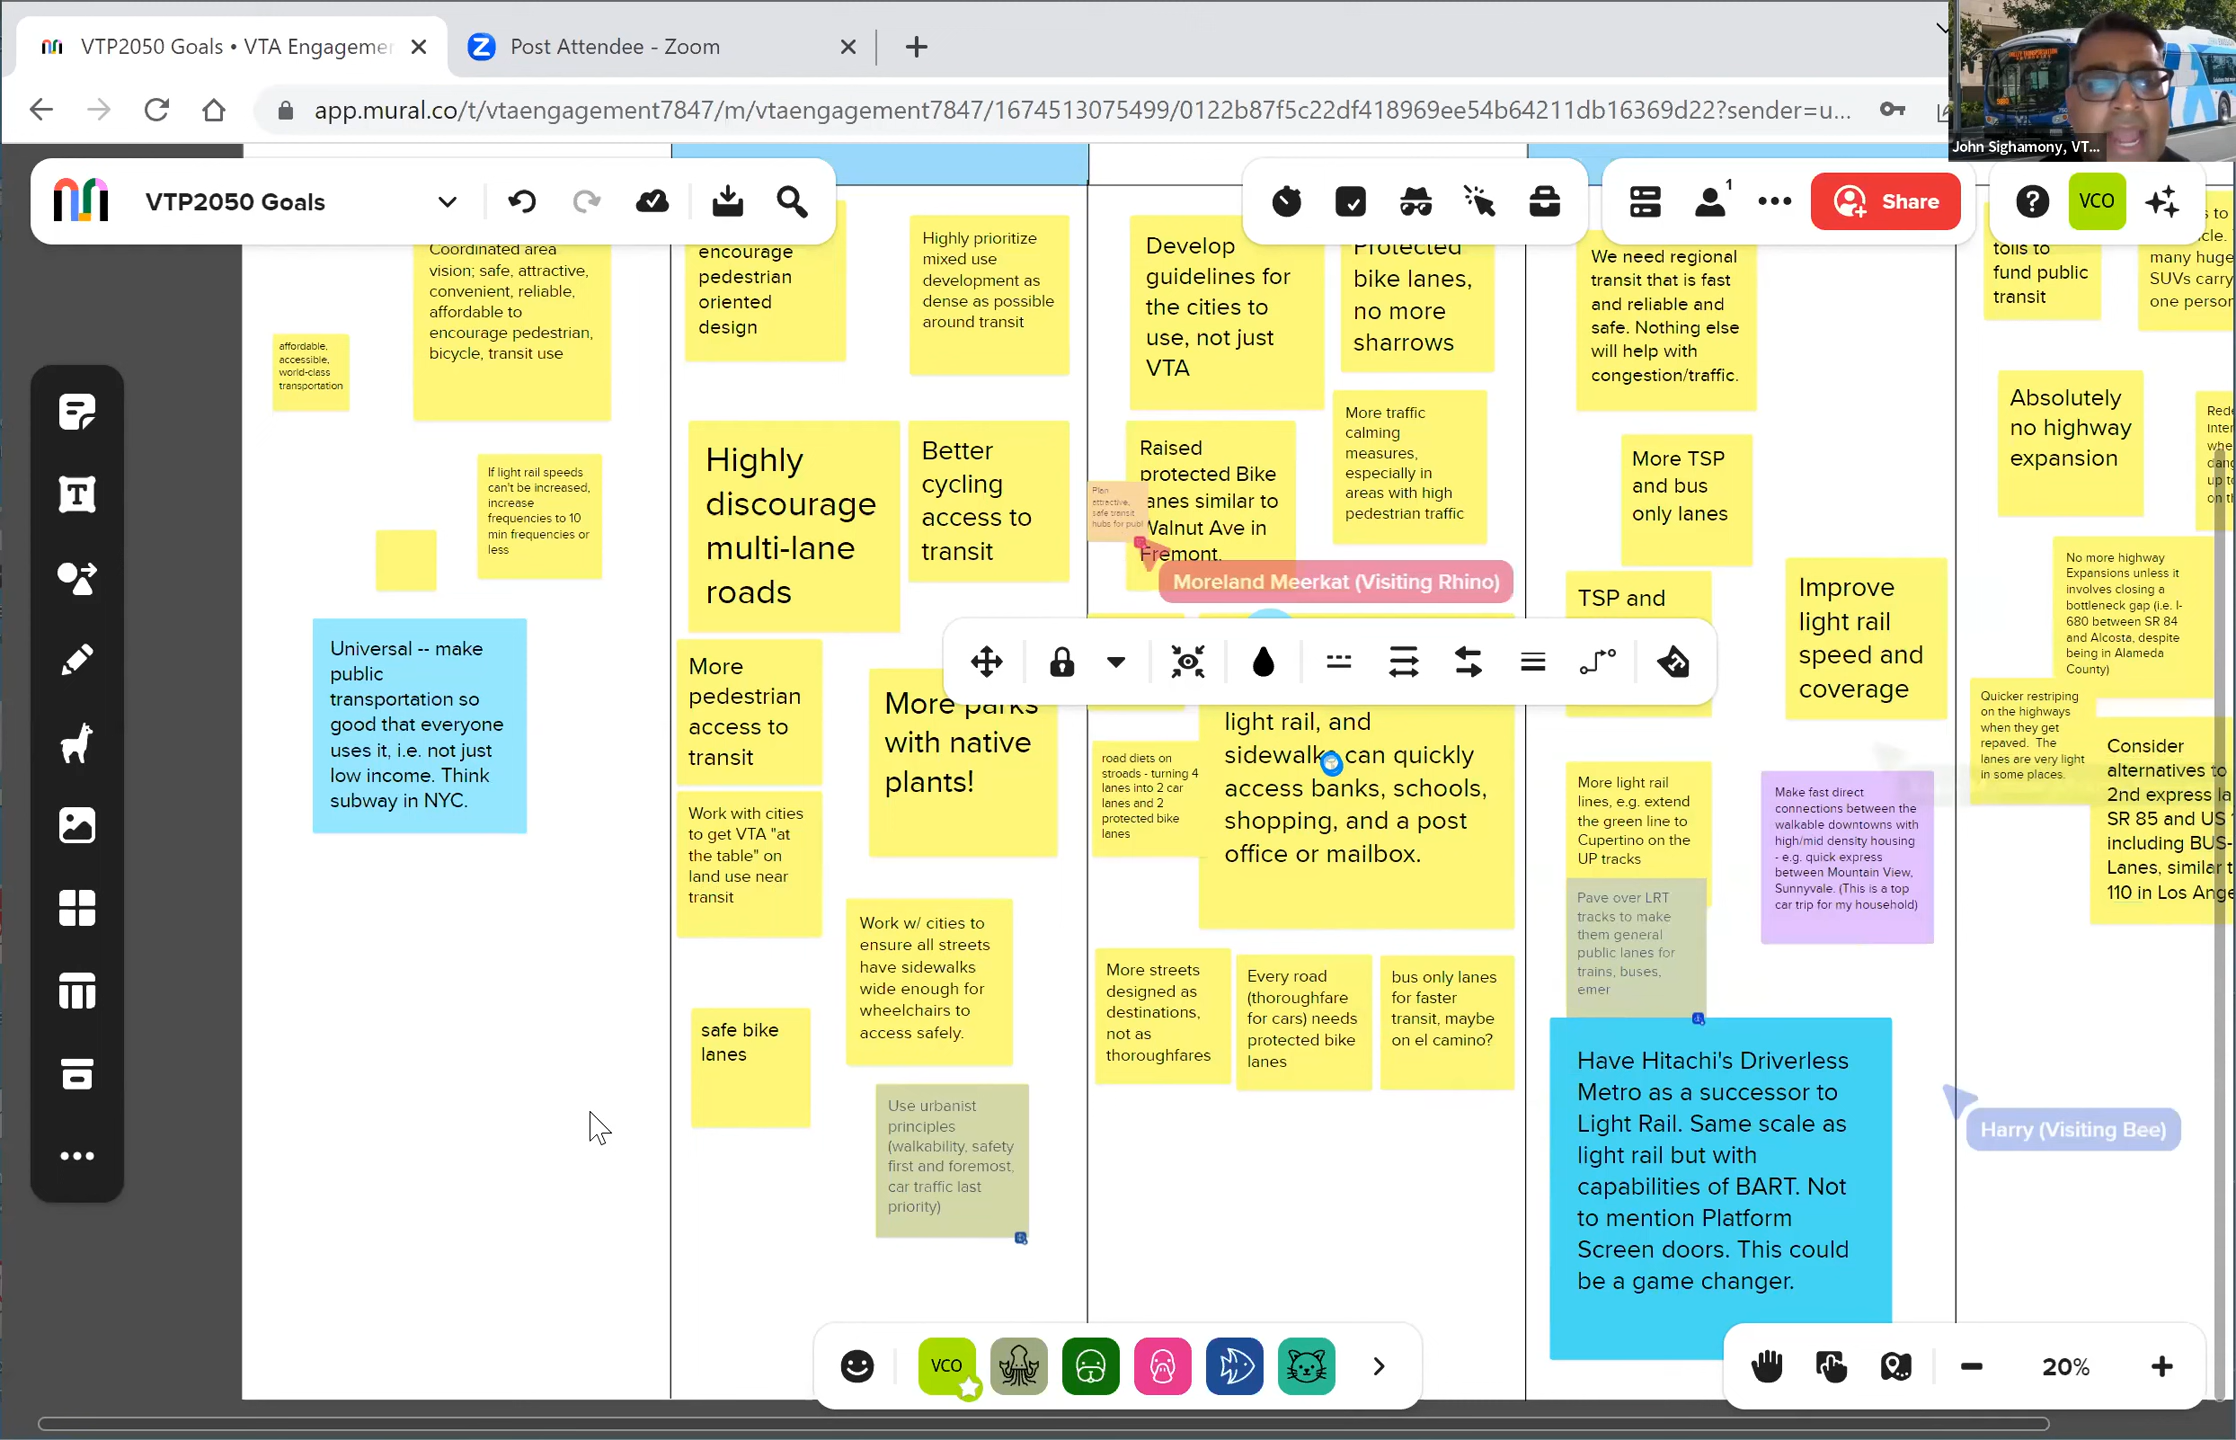 VTP2050 Goals • VTA Engagemen
Post Attendee - Zoom
app.mural.co/t/vtaengagement7847/m/vtaengagement7847/1674513075499/0122b87f5c22df418969ee54b64211db16369d22?sender=u...
John Sighamony, VT...
VTP2050 Goals
1
Share
VCO
Coordinated area
vision; safe, attractive,
convenient, reliable,
affordable to
encourage pedestrian,
bicycle, transit use
affordable,
accessible,
world-class
transportation
If light rail speeds
can't be increased,
increase
frequencies to 10
min frequencies or
less
Universal -- make
public
transportation so
good that everyone
uses it, i.e. not just
low income. Think
subway in NYC.
encourage
pedestrian
oriented
design
Highly prioritize
mixed use
development as
dense as possible
around transit
Highly
discourage
multi-lane
roads
Better
cycling
access to
transit
More
pedestrian
access to
transit
More parks
with native
plants!
Work with cities
to get VTA "at
the table" on
land use near
transit
Work w/ cities to
ensure all streets
have sidewalks
wide enough for
wheelchairs to
access safely.
safe bike
lanes
Use urbanist
principles
(walkability, safety
first and foremost,
car traffic last
priority)
Develop
guidelines for
the cities to
use, not just
VTA
Protected
bike lanes,
no more
sharrows
Raised
protected Bike
lanes similar to
Walnut Ave in
Fremont.
Plan
attractive,
safe transit
hubs for publ
More traffic
calming
measures,
especially in
areas with high
pedestrian traffic
Moreland Meerkat (Visiting Rhino)
light rail, and
sidewalks can quickly
access banks, schools,
shopping, and a post
office or mailbox.
road diets on
stroads - turning 4
lanes into 2 car
lanes and 2
protected bike
lanes
More streets
designed as
destinations,
not as
thoroughfares
Every road
(thoroughfare
for cars) needs
protected bike
lanes
bus only lanes
for faster
transit, maybe
on el camino?
We need regional
transit that is fast
and reliable and
safe. Nothing else
will help with
congestion/traffic.
More TSP
and bus
only lanes
TSP and
Improve
light rail
speed and
coverage
More light rail
lines, e.g. extend
the green line to
Cupertino on the
UP tracks
Pave over LRT
tracks to make
them general
public lanes for
trains, buses,
emer
Make fast direct
connections between the
walkable downtowns with
high/mid density housing
- e.g. quick express
between Mountain View,
Sunnyvale. (This is a top
car trip for my household)
Have Hitachi's Driverless
Metro as a successor to
Light Rail. Same scale as
light rail but with
capabilities of BART. Not
to mention Platform
Screen doors. This could
be a game changer.
Harry (Visiting Bee)
tolls to
fund public
transit
s to
cle.
many huge
SUVs carry
one person
Absolutely
no highway
expansion
No more highway
Expansions unless it
involves closing a
bottleneck gap (i.e. I-
680 between SR 84
and Alcosta, despite
being in Alameda
County)
Quicker restriping
on the highways
when they get
repaved. The
lanes are very light
in some places.
Consider
alternatives to
2nd express la
SR 85 and US
including BUS-
Lanes, similar t
110 in Los Ange
VCO
20%